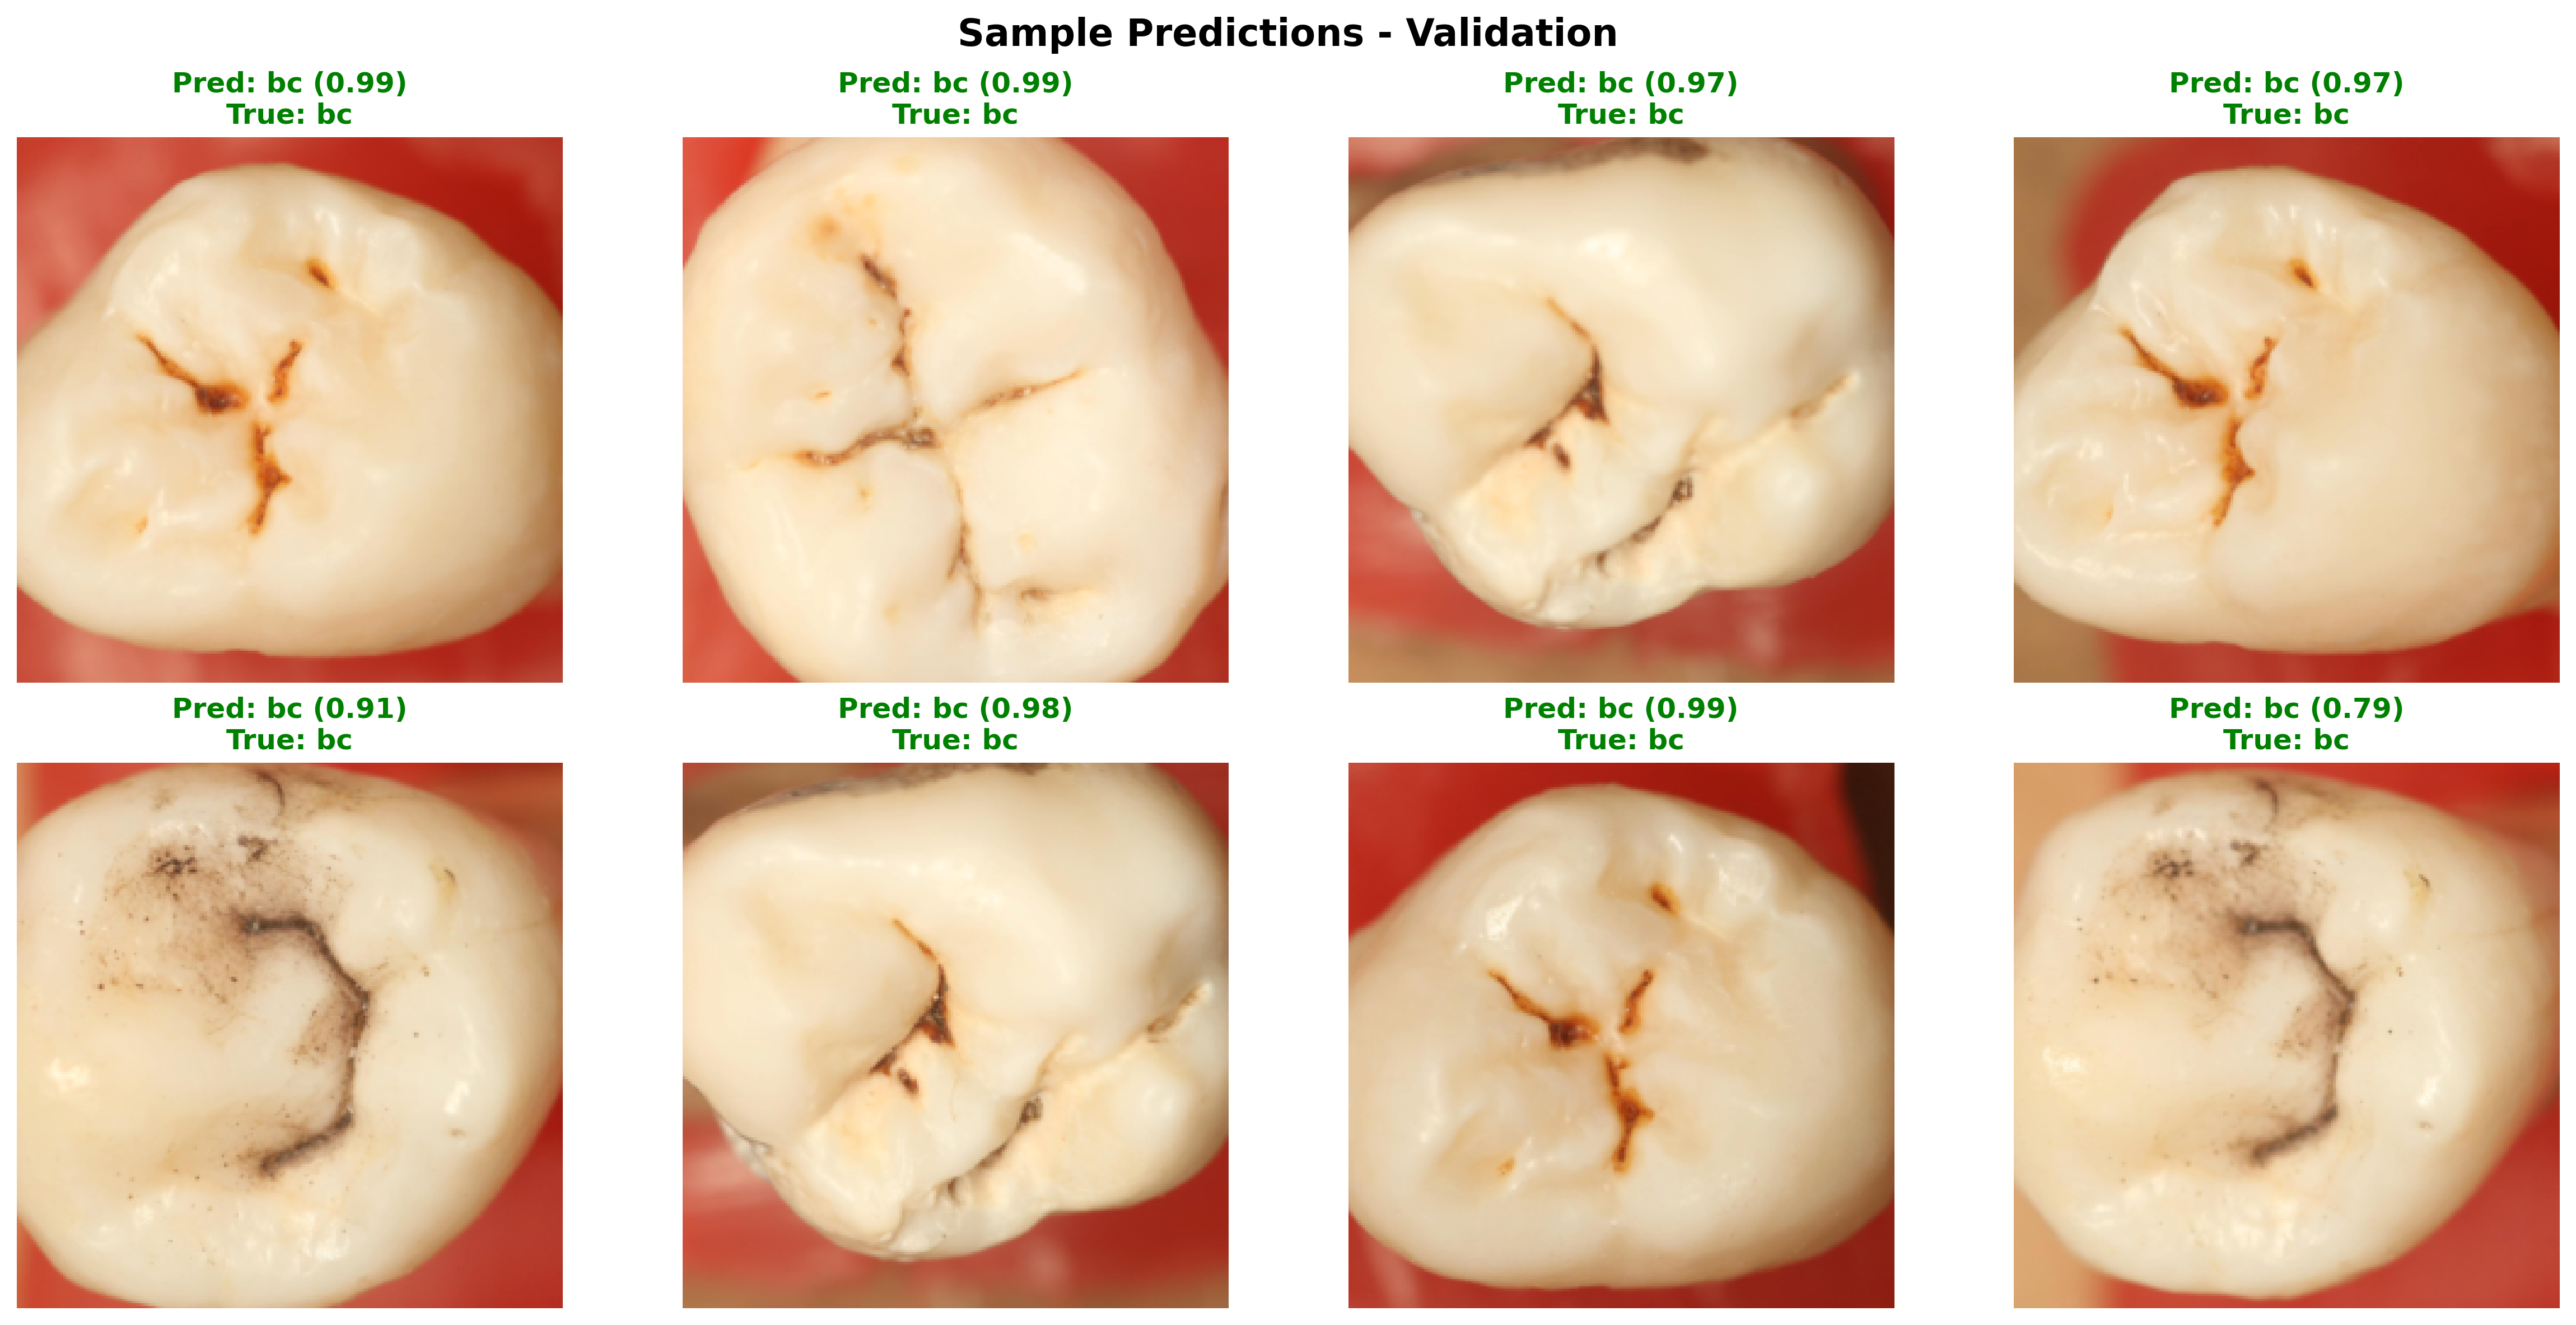 Sample Predictions - Validation
Pred: bc (0.99)
True: bc
Pred: bc (0.99)
True: bc
Pred: bc (0.97)
True: bc
Pred: bc (0.97)
True: bc
Pred: bc (0.91)
True: bc
Pred: bc (0.98)
True: bc
Pred: bc (0.99)
True: bc
Pred: bc (0.79)
True: bc